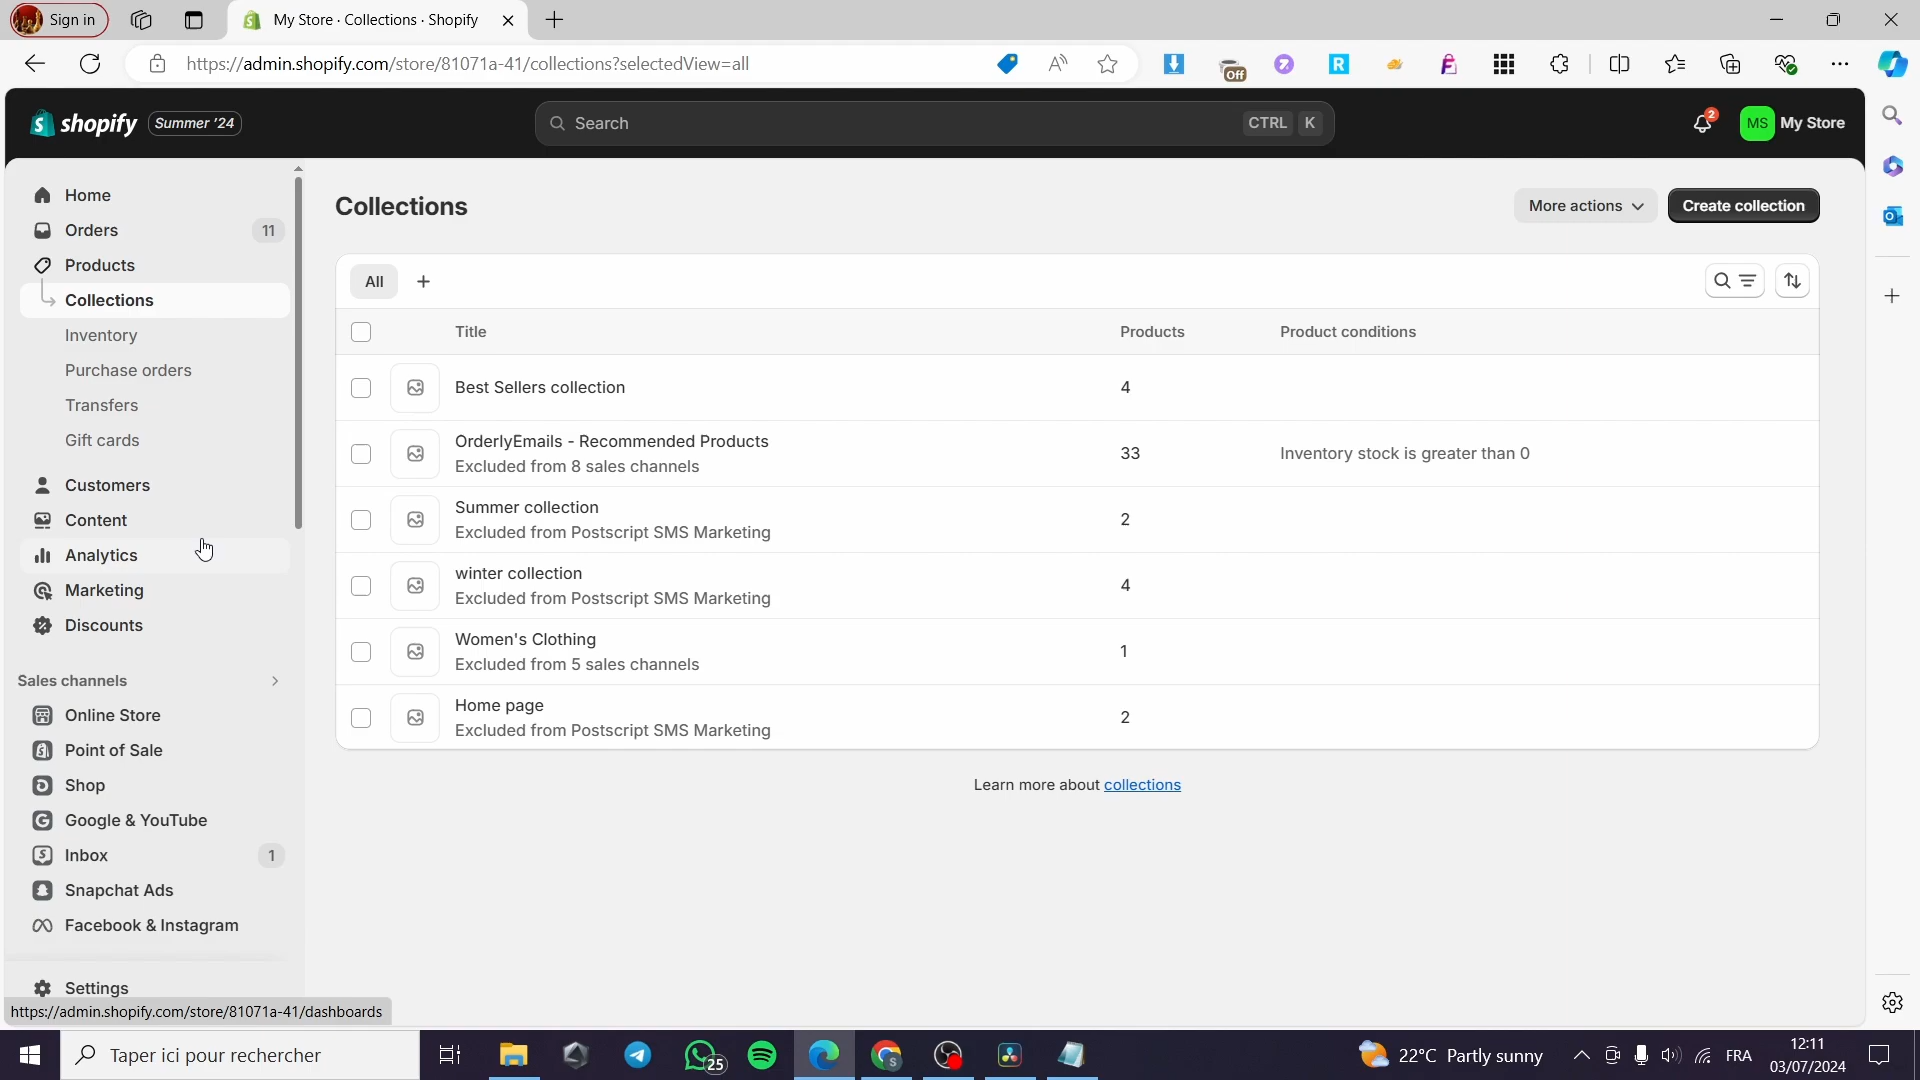 Sign in
My Store · Collections · Shopify
https://admin.shopify.com/store/81071a-41/collections?selectedView=all
Off
shopify
Summer '24
Search
CTRL K
2
MS
My Store
Home
Orders
11
Products
Collections
Inventory
Purchase orders
Transfers
Gift cards
Customers
Content
Analytics
Marketing
Discounts
Sales channels
Online Store
Point of Sale
Shop
Google & YouTube
Inbox
1
Snapchat Ads
Facebook & Instagram
Settings
https://admin.shopify.com/store/81071a-41/dashboards
Collections
More actions
Create collection
All
Title Products Product conditions
Best Sellers collection
4
OrderlyEmails - Recommended Products
Excluded from 8 sales channels
33
Inventory stock is greater than 0
Summer collection
Excluded from Postscript SMS Marketing
2
winter collection
Excluded from Postscript SMS Marketing
4
Women's Clothing
Excluded from 5 sales channels
1
Home page
Excluded from Postscript SMS Marketing
2
Learn more about collections
Taper ici pour rechercher
25
22°C Partly sunny
FRA
12:11
03/07/2024